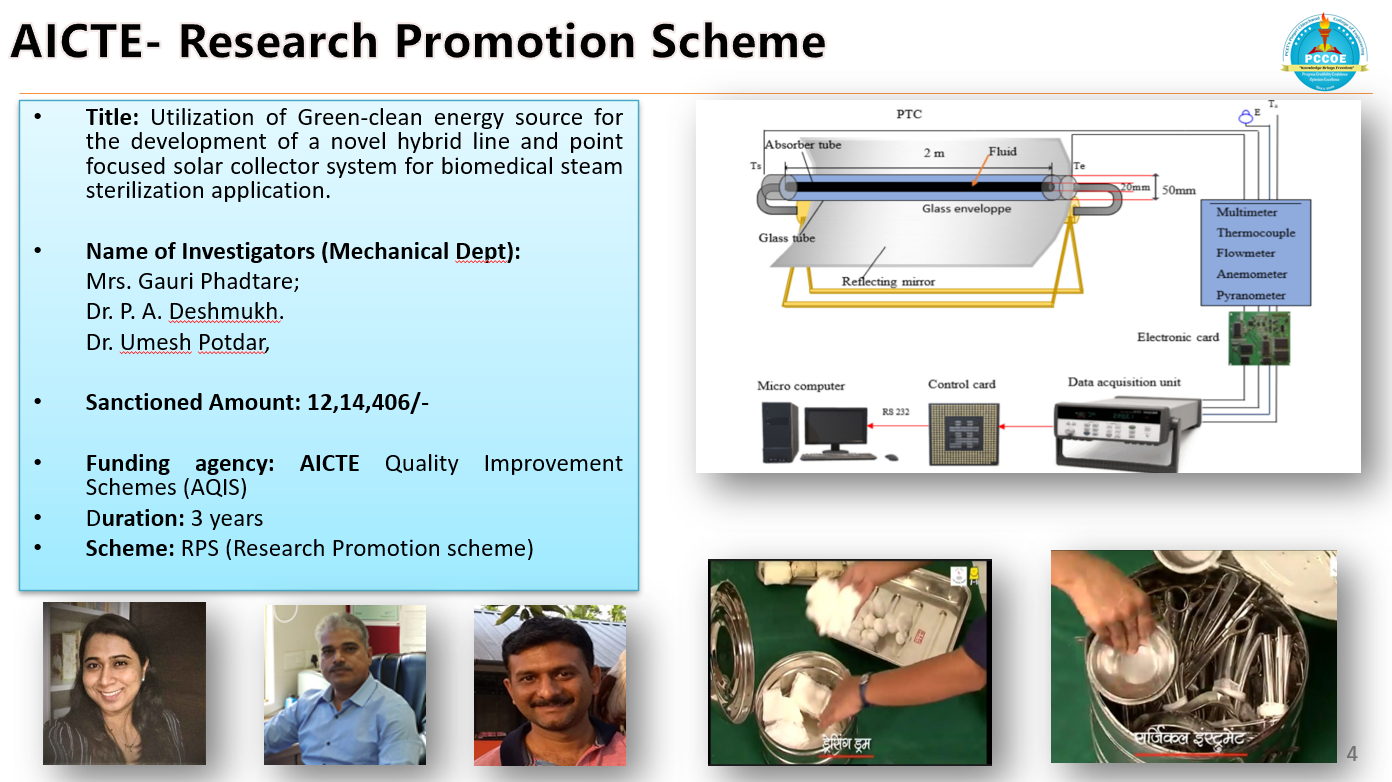 AICTE- Research Promotion Scheme
PCCOE
"Knowledge Brings Freedom"
• Title: Utilization of Green-clean energy source for
the development of a novel hybrid line and point
focused solar collector system for biomedical steam
sterilization application.
• Name of Investigators (Mechanical Dept):
Mrs. Gauri Phadtare;
Dr. P. A. Deshmukh.
Dr. Umesh Potdar,
• Sanctioned Amount: 12,14,406/-
• Funding agency: AICTE Quality Improvement
Schemes (AQIS)
• Duration: 3 years
• Scheme: RPS (Research Promotion scheme)
PTC
E
Absorber tube
2 m
Fluid
Ts
Te
20mm
50mm
Glass enveloppe
Glass tube
Reflecting mirror
Multimeter
Thermocouple
Flowmeter
Anemometer
Pyranometer
Electronic card
Micro computer
Control card
Data acquisition unit
RS 232
ड्रेसिंग ड्रम
सर्जिकल इंस्ट्रुमेंट
4